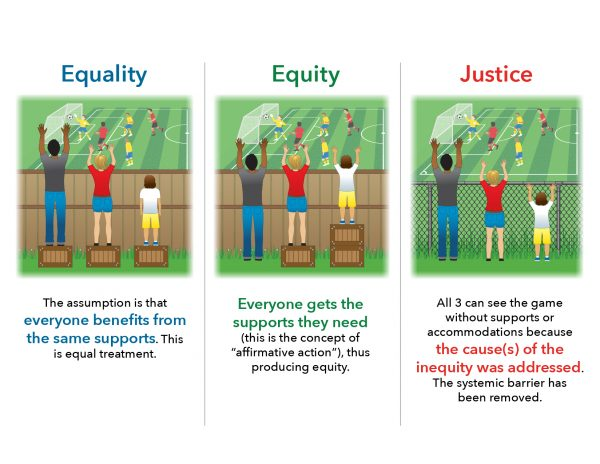 Equality
The assumption is that
everyone benefits from
the same supports. This
is equal treatment.
Equity
Everyone gets the
supports they need
(this is the concept of
“affirmative action”), thus
producing equity.
Justice
All 3 can see the game
without supports or
accommodations because
the cause(s) of the
inequity was addressed.
The systemic barrier has
been removed.